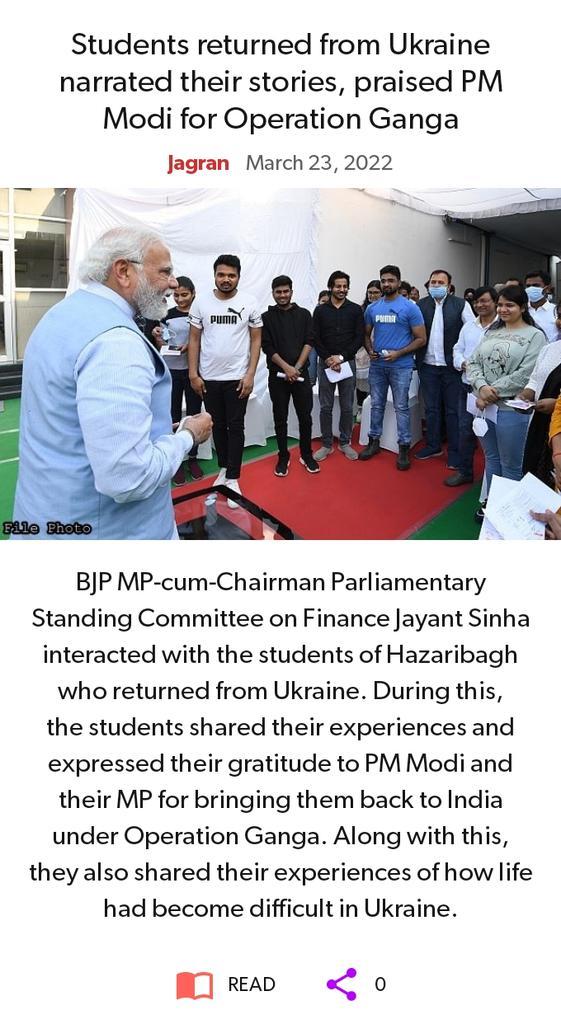 Students returned from Ukraine
narrated their stories, praised PM
Modi for Operation Ganga
Jagran March 23, 2022
PUMA
PUMA
File Photo
BJP MP-cum-Chairman Parliamentary
Standing Committee on Finance Jayant Sinha
interacted with the students of Hazaribagh
who returned from Ukraine. During this,
the students shared their experiences and
expressed their gratitude to PM Modi and
their MP for bringing them back to India
under Operation Ganga. Along with this,
they also shared their experiences of how life
had become difficult in Ukraine.
READ 0